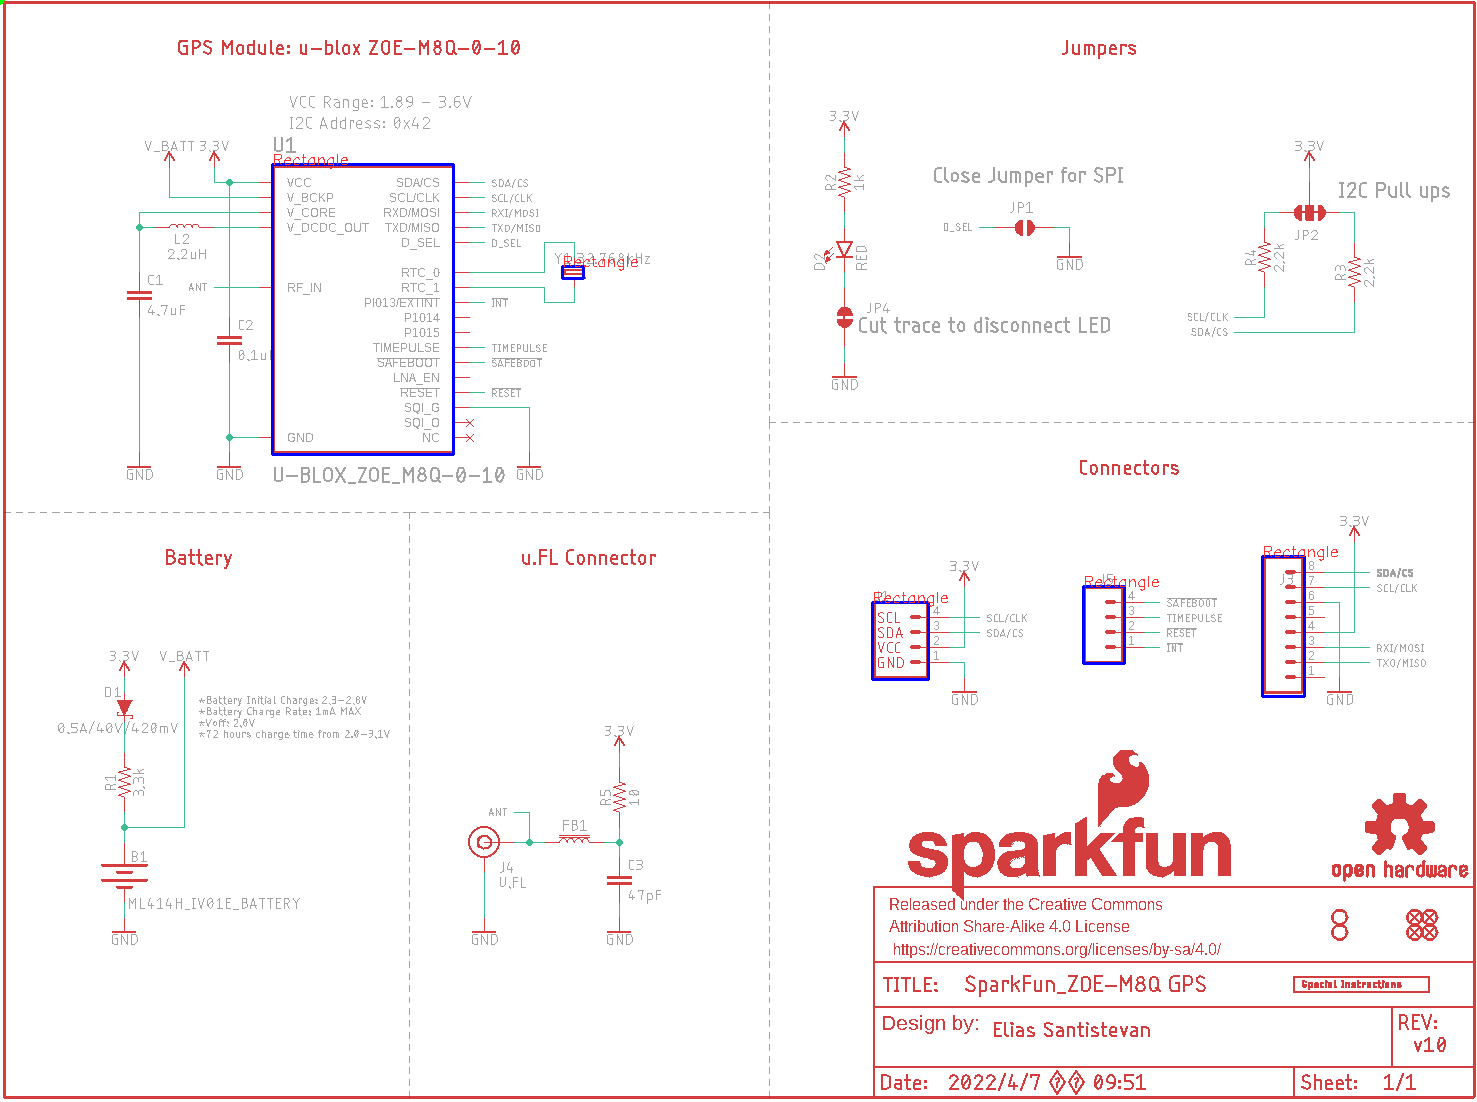 GPS Module: u-blox ZOE-M8Q-0-10
VCC Range: 1.89 - 3.6V
I2C Address: 0x42
V_BATT
3.3V
U1
Rectangle
VCC
V_BCKP
V_CORE
V_DCDC_OUT
RF_IN
GND
SDA/CS
SCL/CLK
RXD/MOSI
TXD/MISO
D_SEL
RTC_0
RTC_1
PIO13/EXTINT
P1014
P1015
TIMEPULSE
SAFEBOOT
LNA_EN
RESET
SQI_G
SQI_O
NC
SDA/CS
SCL/CLK
RXI/MOSI
TXO/MISO
D_SEL
INT
TIMEPULSE
SAFEBOOT
RESET
Rectangle
L2
2.2uH
C1
4.7uF
ANT
C2
GND
GND
U-BLOX_ZOE_M8Q-0-10
GND
Jumpers
3.3V
R2
1k
D2
RED
JP4
Cut trace to disconnect LED
GND
Close Jumper for SPI
JP1
D_SEL
GND
3.3V
I2C Pull ups
JP2
R4
2.2k
R3
2.2k
SCL/CLK
SDA/CS
Connectors
Rectangle
3.3V
SCL
SDA
VCC
GND
4
3
2
1
SCL/CLK
SDA/CS
GND
Rectangle
4
3
2
1
SAFEBOOT
TIMEPULSE
RESET
INT
3.3V
Rectangle
J3
8
7
6
5
4
3
2
1
SDA/CS
SCL/CLK
RXI/MOSI
TXO/MISO
GND
Battery
3.3V
V_BATT
D1
0.5A/40V/420mV
*Battery Initial Charge: 2.3-2.8V
*Battery Charge Rate: 1mA MAX
*Voff: 2.0V
*72 hours charge time from 2.0-3.1V
R1
3.3k
B1
ML414H_IV01E_BATTERY
GND
u.FL Connector
3.3V
R5
10
ANT
FB1
J4
U.FL
C3
47pF
GND
GND
sparkfun
open hardware
Released under the Creative Commons
Attribution Share-Alike 4.0 License
https://creativecommons.org/licenses/by-sa/4.0/
TITLE: SparkFun_ZOE-M8Q GPS
Special Instructions
Design by: Elias Santistevan
REV:
v10
Date: 2022/4/7 �� 09:51
Sheet: 1/1